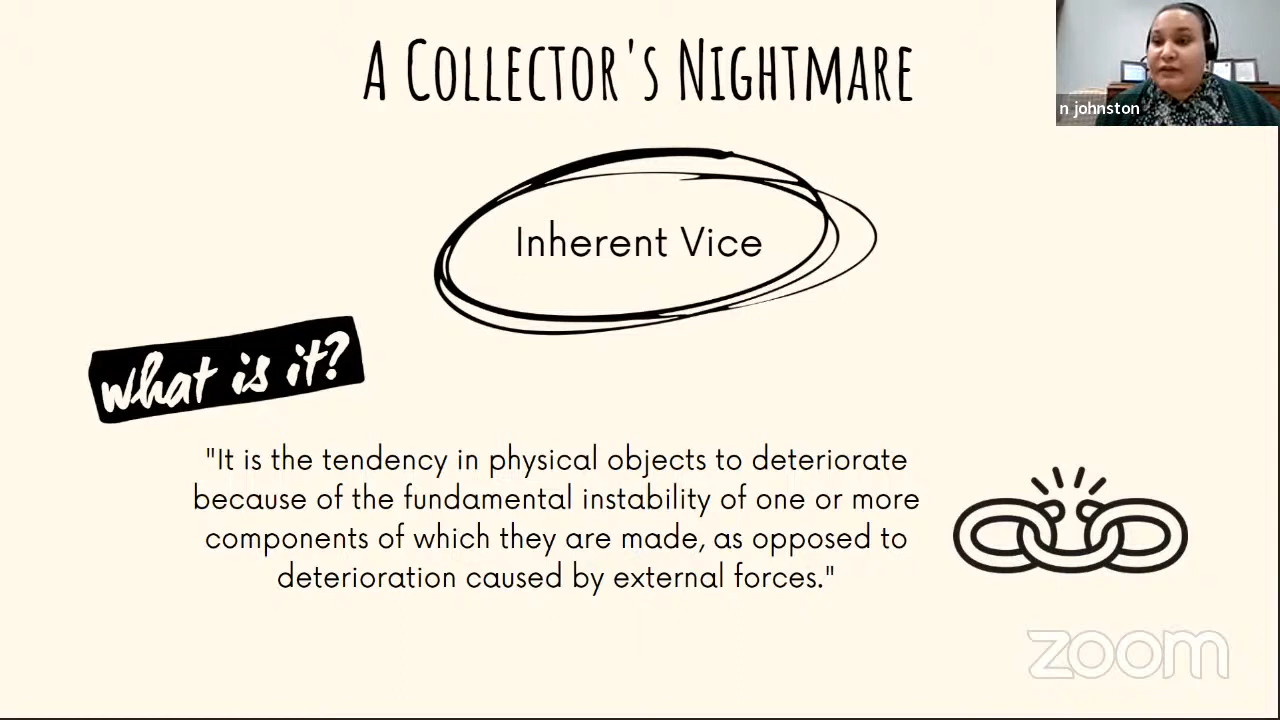 A Collector's Nightmare
n johnston
Inherent Vice
what is it?
"It is the tendency in physical objects to deteriorate
because of the fundamental instability of one or more
components of which they are made, as opposed to
deterioration caused by external forces."
zoom